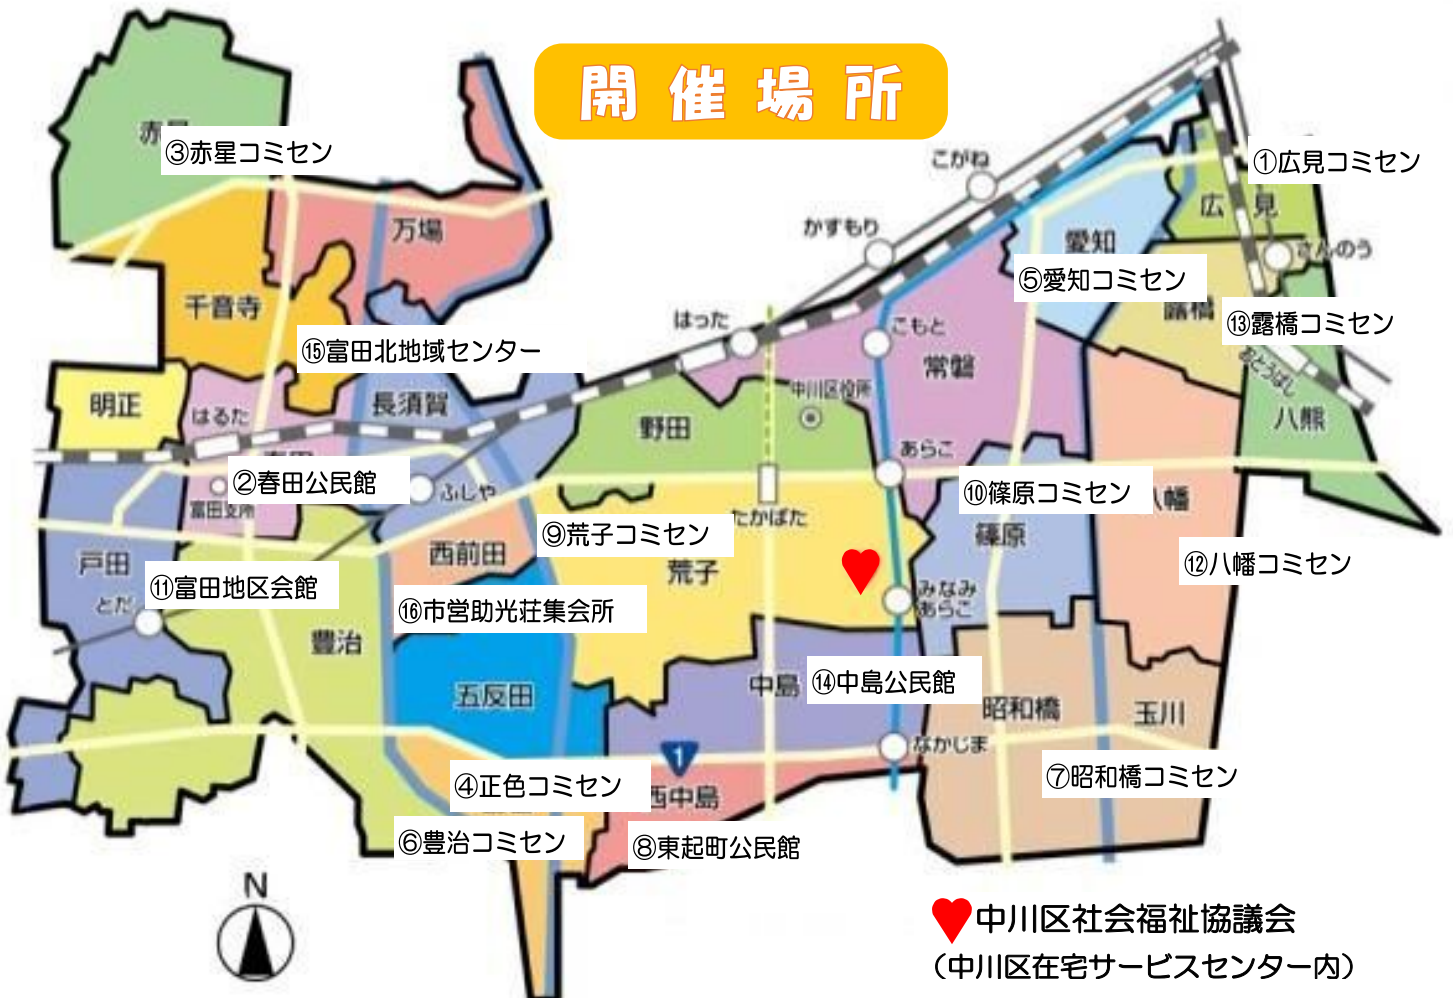 開催場所
③赤星コミセン
①広見コミセン
こがね
広見
万場
かずもり
愛知
さんのう
⑤愛知コミセン
千音寺
露橋
⑬露橋コミセン
はった
こもと
⑮富田北地域センター
常磐
おとうばし
明正
長須賀
中川区役所
はるた
野田
八熊
あらこ
②春田公民館
ふしや
⑩篠原コミセン
八幡
富田支所
たかばた
⑨荒子コミセン
篠原
戸田
西前田
荒子
⑫八幡コミセン
⑪富田地区会館
とだ
みなみ
あらこ
⑯市営助光荘集会所
豊治
中島
⑭中島公民館
五反田
昭和橋
玉川
なかじま
1
④正色コミセン
⑦昭和橋コミセン
西中島
⑥豊治コミセン
⑧東起町公民館
N
中川区社会福祉協議会
（中川区在宅サービスセンター内）